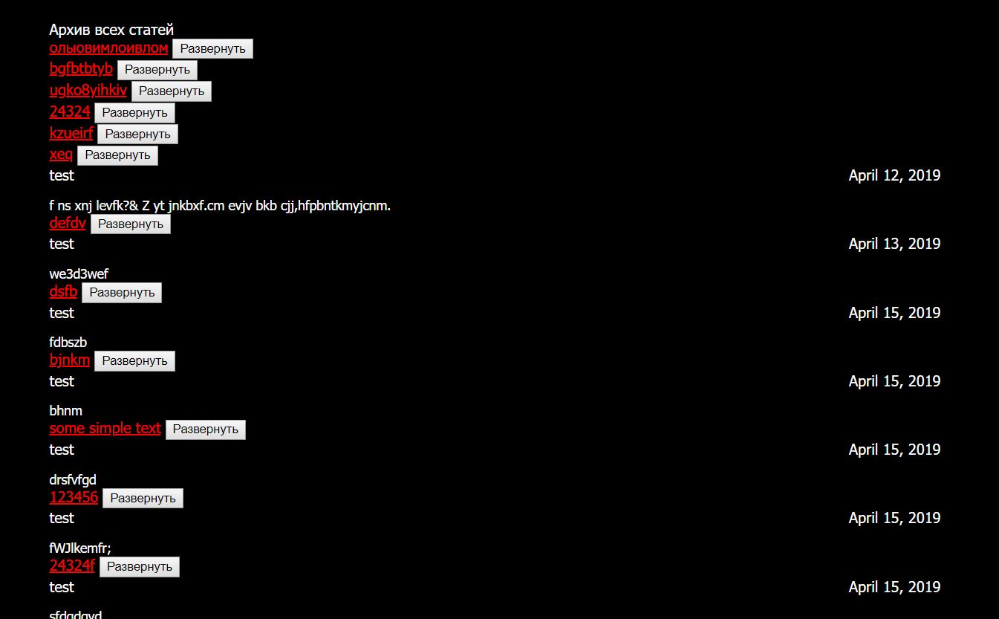 Архив всех статей
олыовимлоивлом Развернуть
bgfbtbtyb Развернуть
ugko8yihkiv Развернуть
24324 Развернуть
kzueirf Развернуть
xeq Развернуть
test April 12, 2019
f ns xnj levfk?& Z yt jnkbxf.cm evjv bkb cjj,hfpbntkmyjcnm.
defdv Развернуть
test April 13, 2019
we3d3wef
dsfb Развернуть
test April 15, 2019
fdbszb
bjnkm Развернуть
test April 15, 2019
bhnm
some simple text Развернуть
test April 15, 2019
drsfvfgd
123456 Развернуть
test April 15, 2019
fWJlkemfr;
24324f Развернуть
test April 15, 2019